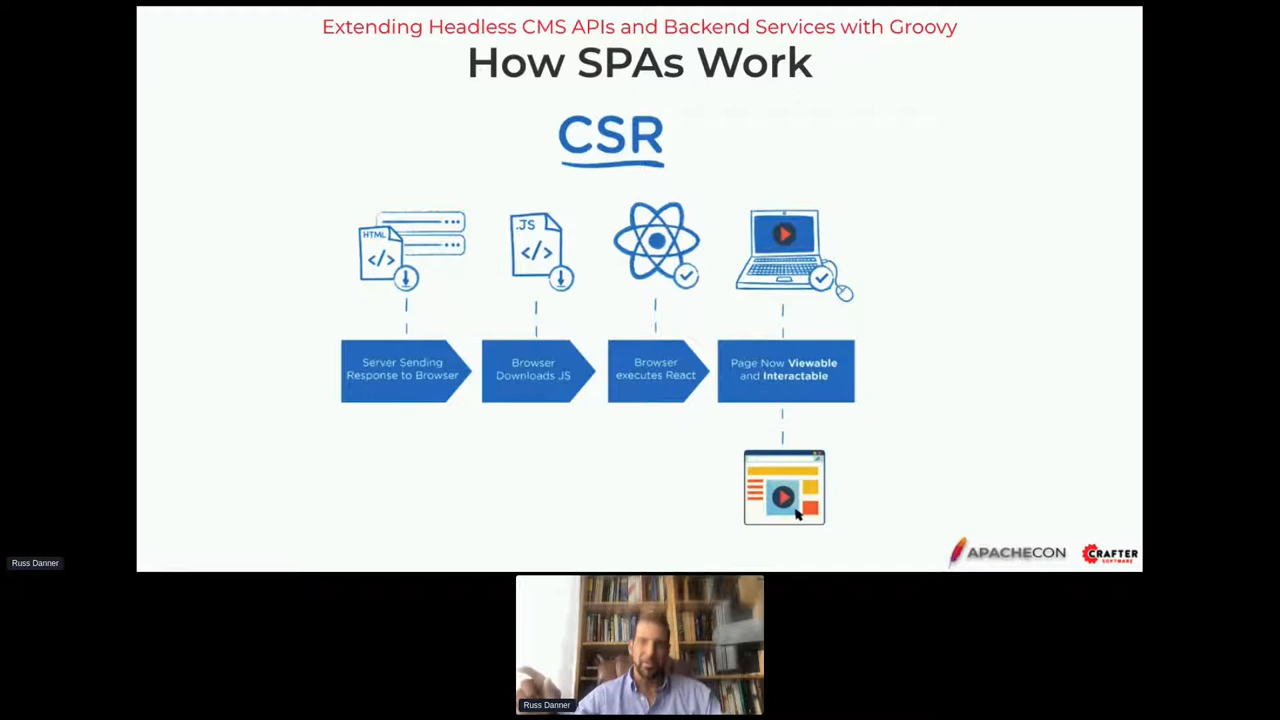 Extending Headless CMS APIs and Backend Services with Groovy
How SPAs Work
CSR
HTML
</>
.JS
</>
Server Sending
Response to Browser
Browser
Downloads JS
Browser
executes React
Page Now Viewable
and Interactable
APACHECON
CRAFTER
SOFTWARE
Russ Danner
Russ Danner